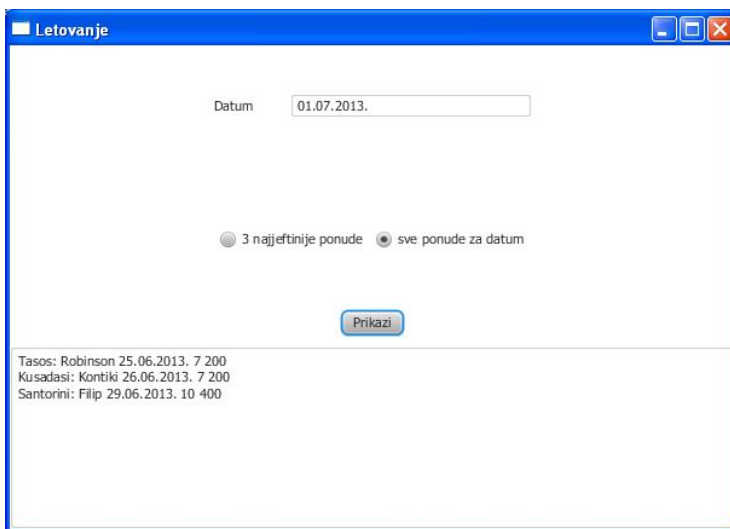 Letovanje
Datum 01.07.2013.
3 najjeftinije ponude sve ponude za datum
Prikazi
Tasos: Robinson 25.06.2013. 7 200
Kusadasi: Kontiki 26.06.2013. 7 200
Santorini: Filip 29.06.2013. 10 400